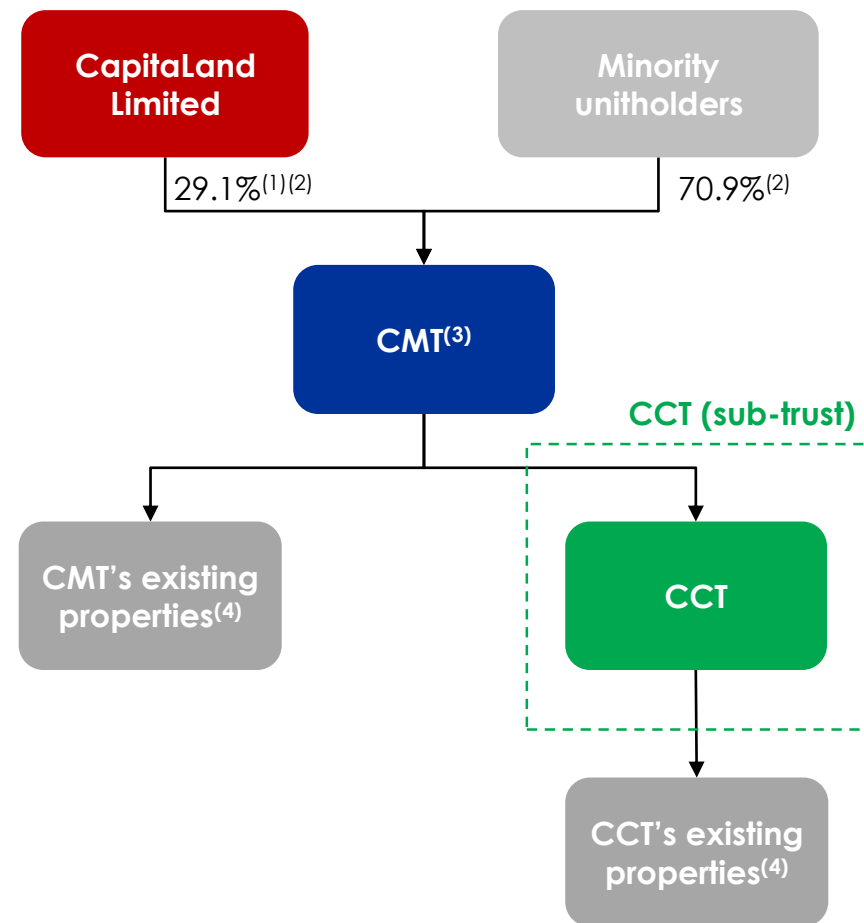 CapitaLand
Limited
Minority
unitholders
29.1%(1)(2)
70.9%(2)
CMT(3)
CCT (sub-trust)
CMT’s existing
properties(4)
CCT
CCT’s existing
properties(4)